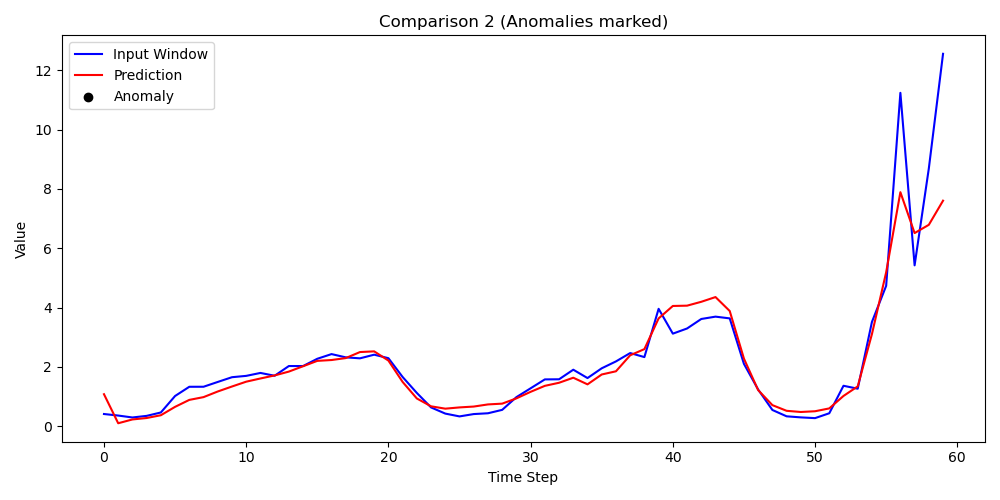 Comparison 2 (Anomalies marked)
Input Window
Prediction
Anomaly
Value
12
10
8
6
4
2
0
0 10 20 30 40 50 60
Time Step